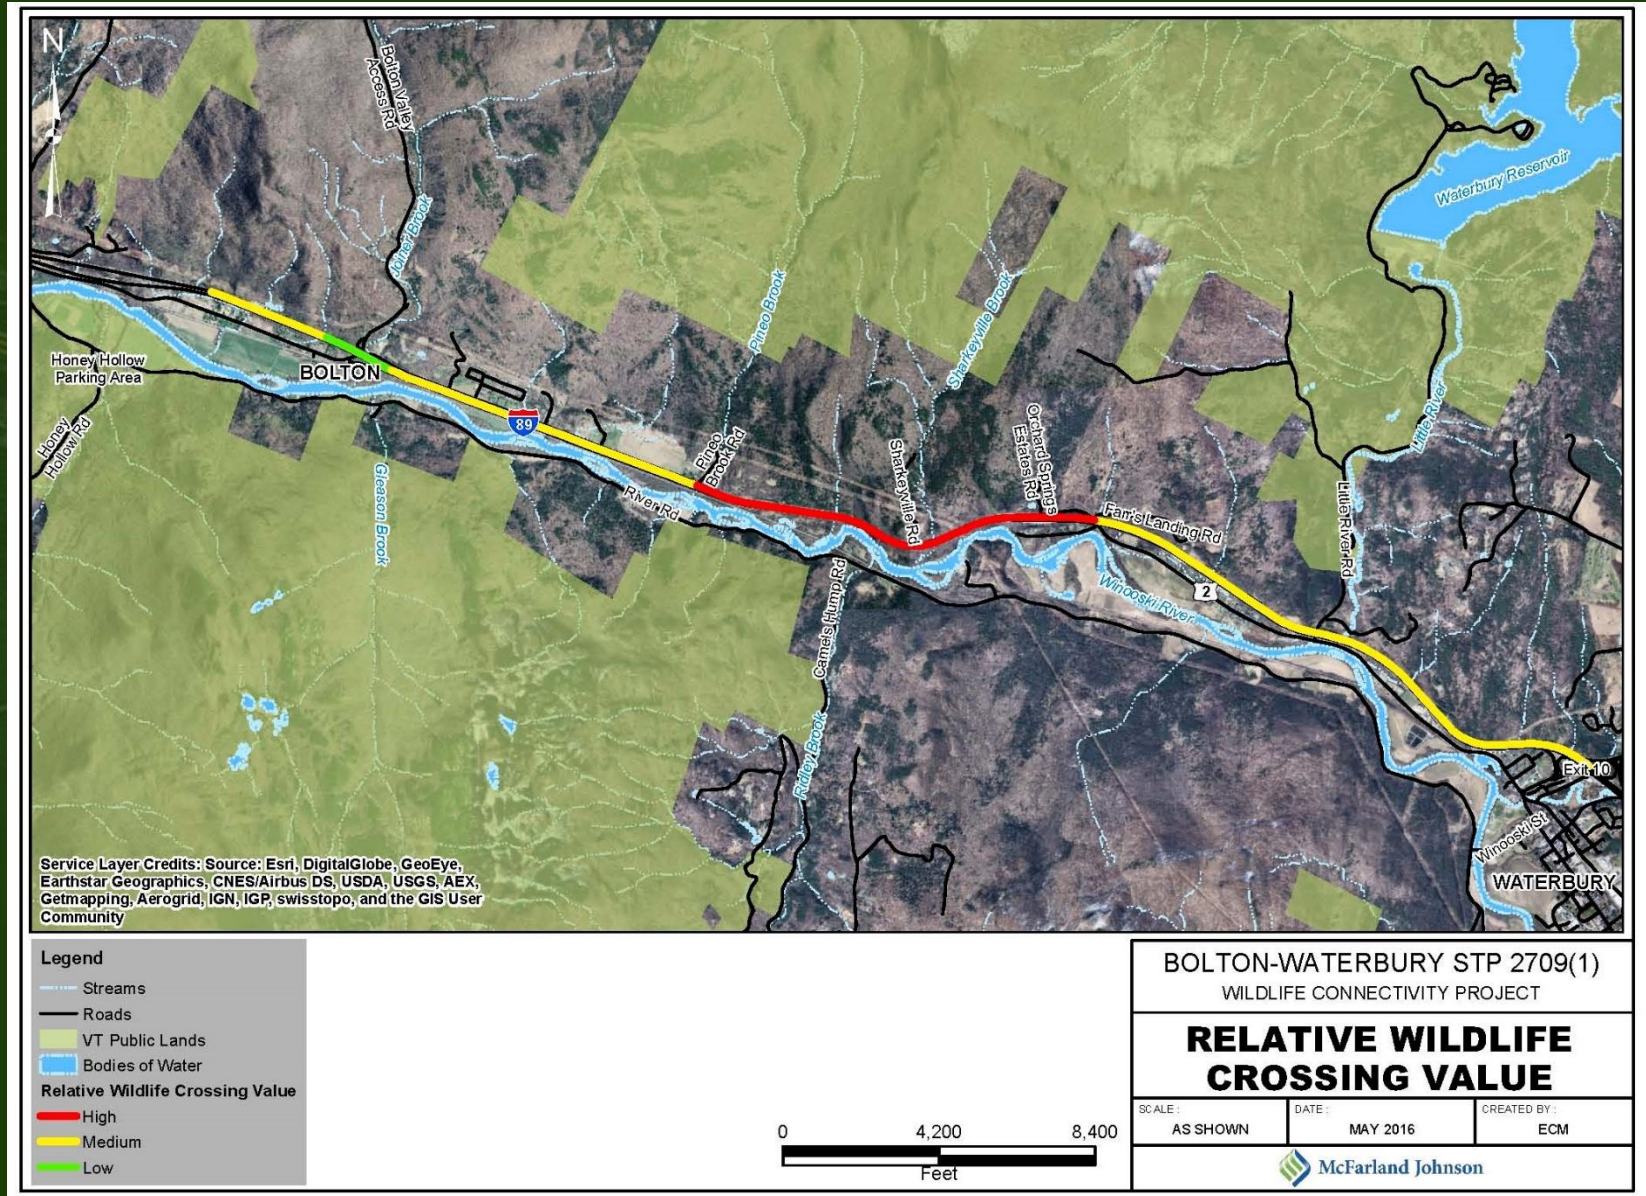 N
Bolton Valley
Access Rd
Joiner Brook
Waterbury Reservoir
Pineo Brook
Sharkeyville Brook
Honey Hollow
Parking Area
BOLTON
Honey
Hollow Rd
89
Gleason Brook
Pineo
Brook Rd
River Rd
Sharkeyville Rd
Orchard Springs
Estates Rd
Farr's Landing Rd
Little River
Little River Rd
2
Winooski River
Camels Hump Rd
Ridley Brook
Exit 10
Winooski St
WATERBURY
Service Layer Credits: Source: Esri, DigitalGlobe, GeoEye,
Earthstar Geographics, CNES/Airbus DS, USDA, USGS, AEX,
Getmapping, Aerogrid, IGN, IGP, swisstopo, and the GIS User
Community
Legend
Streams
Roads
VT Public Lands
Bodies of Water
Relative Wildlife Crossing Value
High
Medium
Low
0 4,200 8,400
Feet
BOLTON-WATERBURY STP 2709(1)
WILDLIFE CONNECTIVITY PROJECT
RELATIVE WILDLIFE
CROSSING VALUE
SCALE :
AS SHOWN
DATE :
MAY 2016
CREATED BY :
ECM
McFarland Johnson